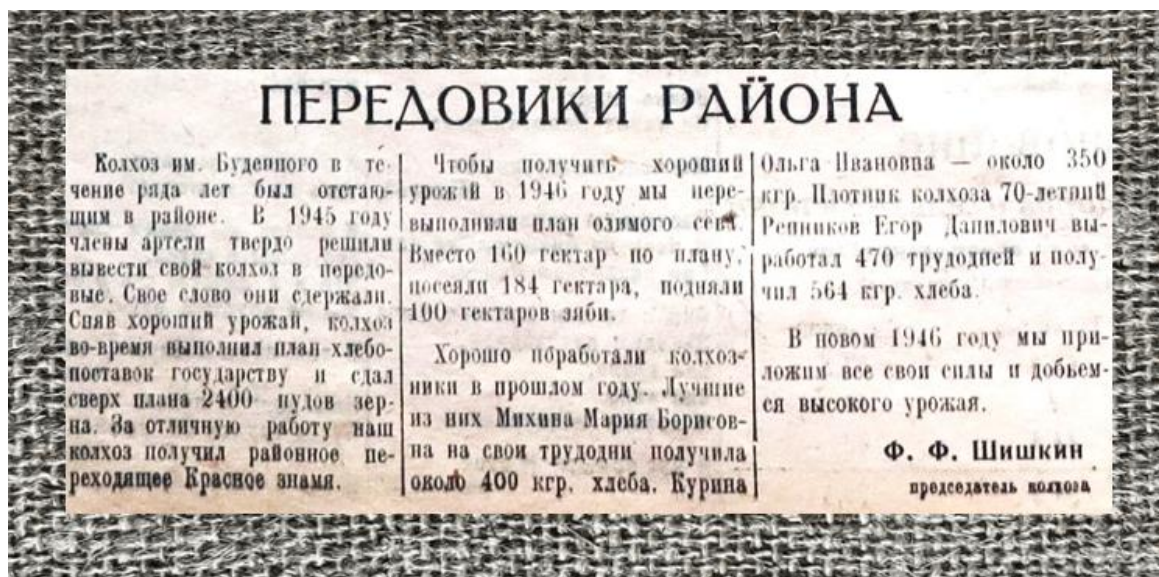 ПЕРЕДОВИКИ РАЙОНА
Колхоз им. Буденного в те-
чение ряда лет был отстаю-
щим в районе. В 1945 году
члены артели твердо решили
вывести свой колхоз в передо-
вые. Свое слово они сдержали.
Сняв хороший урожай, колхоз
во-время выполнил план хлебо-
поставок государству и сдал
сверх плана 2400 пудов зер-
на. За отличную работу наш
колхоз получил районное пе-
реходящее Красное знамя.
Чтобы получить хороший
урожай в 1946 году мы пере-
выполнили план озимого сева.
Вместо 160 гектар по плану,
посеяли 184 гектара, подняли
100 гектаров зяби.
Хорошо поработали колхоз-
ники в прошлом году. Лучшие
из них Михина Мария Борисов-
на на свои трудодни получила
около 400 кгр. хлеба. Курина
Ольга Ивановна — около 350
кгр. Плотник колхоза 70-летний
Репников Егор Данилович вы-
работал 470 трудодней и полу-
чил 564 кгр. хлеба.
В новом 1946 году мы при-
ложим все свои силы и добьем-
ся высокого урожая.
Ф. Ф. Шишкин
председатель колхоза